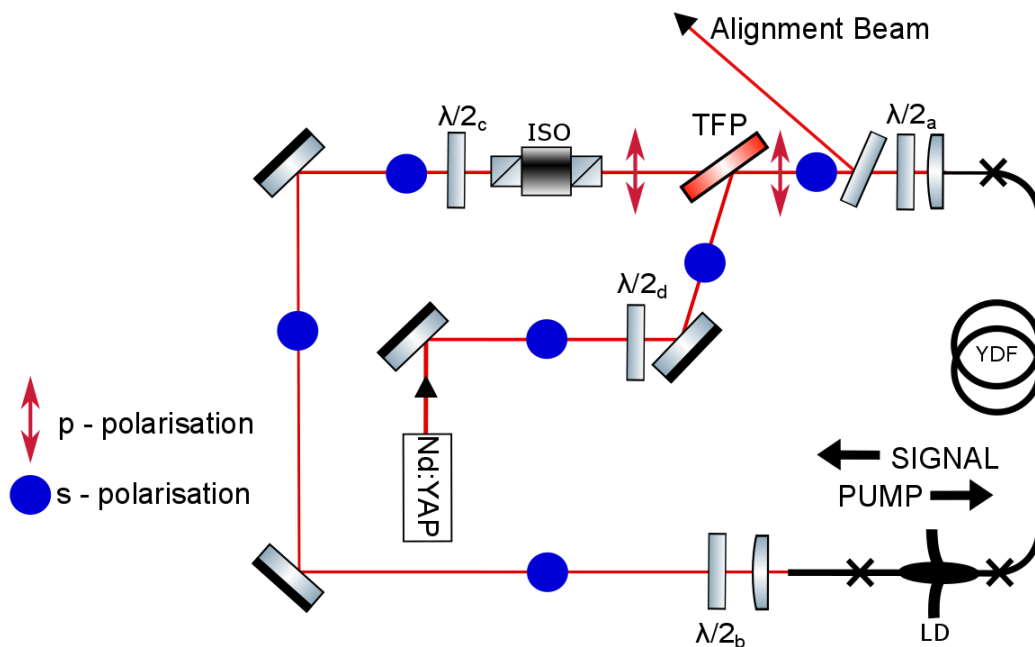 Alignment Beam
λ/2a
TFP
ISO
λ/2c
λ/2d
YDF
p - polarisation
s - polarisation
Nd:YAP
SIGNAL
PUMP
λ/2b
LD